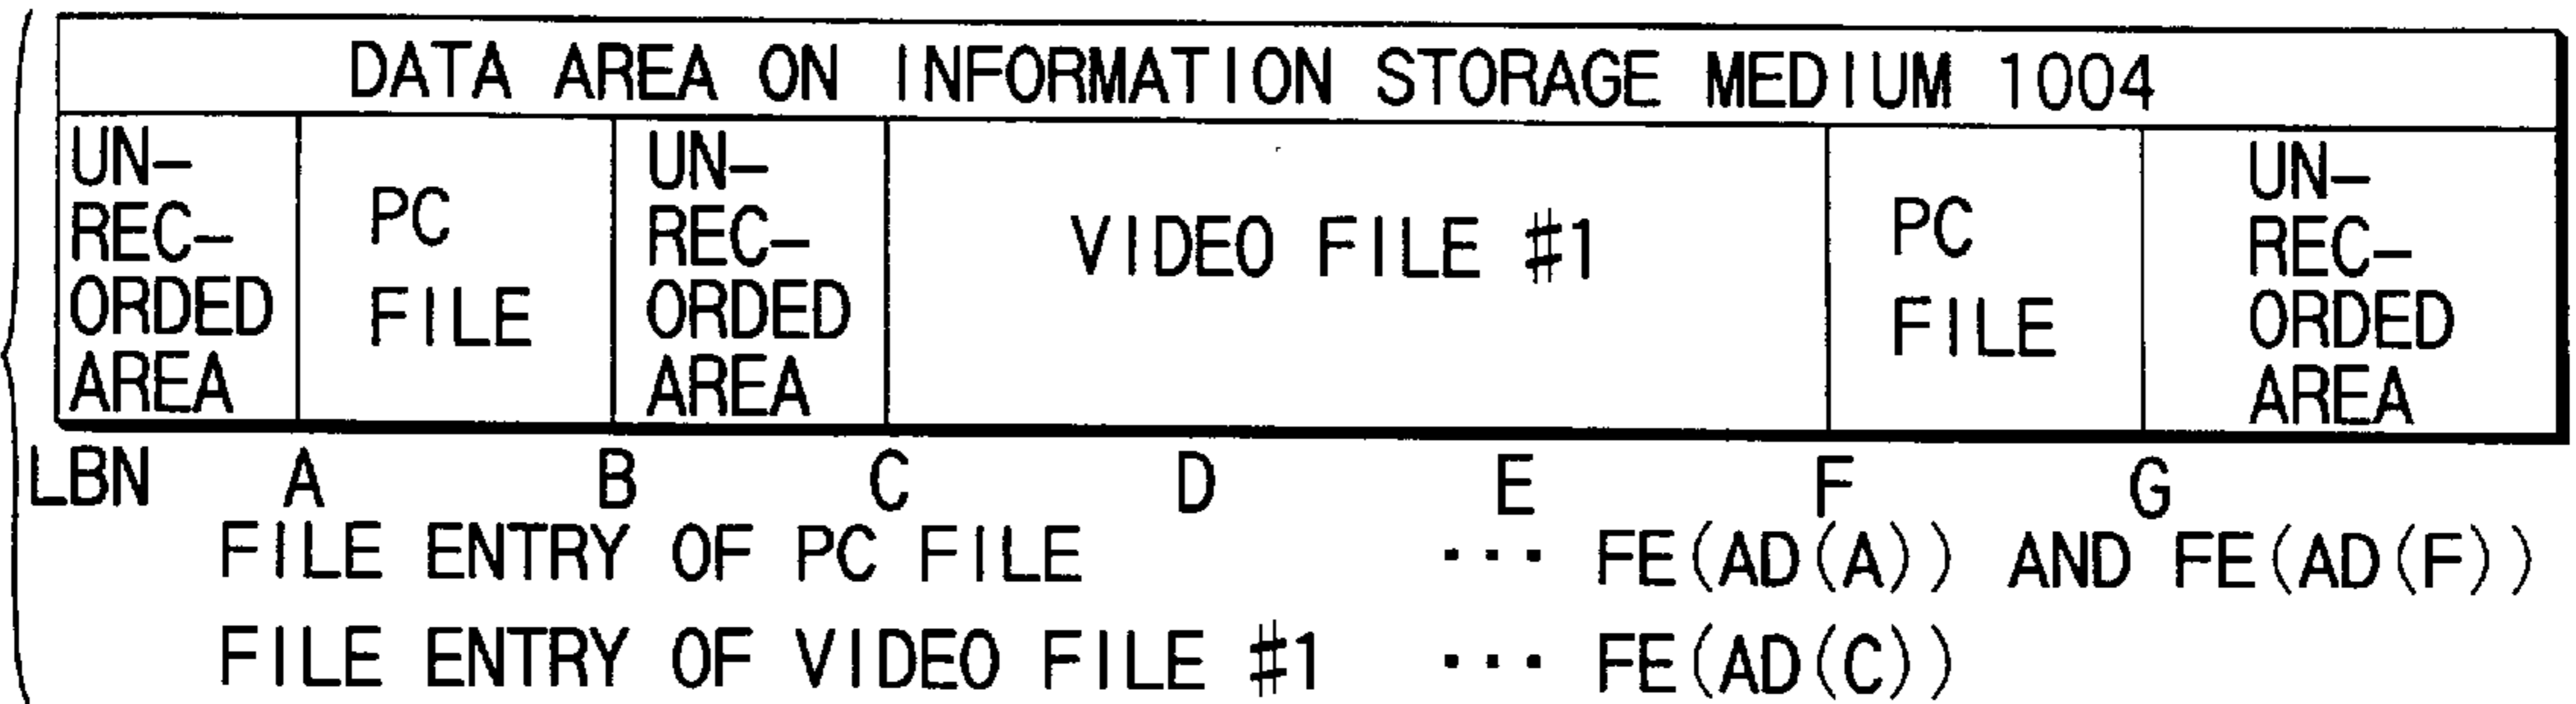 DATA AREA ON INFORMATION STORAGE MEDIUM 1004
UN-
REC-
ORDED
AREA
PC
FILE
UN-
REC-
ORDED
AREA
VIDEO FILE #1
PC
FILE
UN-
REC-
ORDED
AREA
LBN A B C D E F G
FILE ENTRY OF PC FILE ··· FE(AD(A)) AND FE(AD(F))
FILE ENTRY OF VIDEO FILE #1 ··· FE(AD(C))